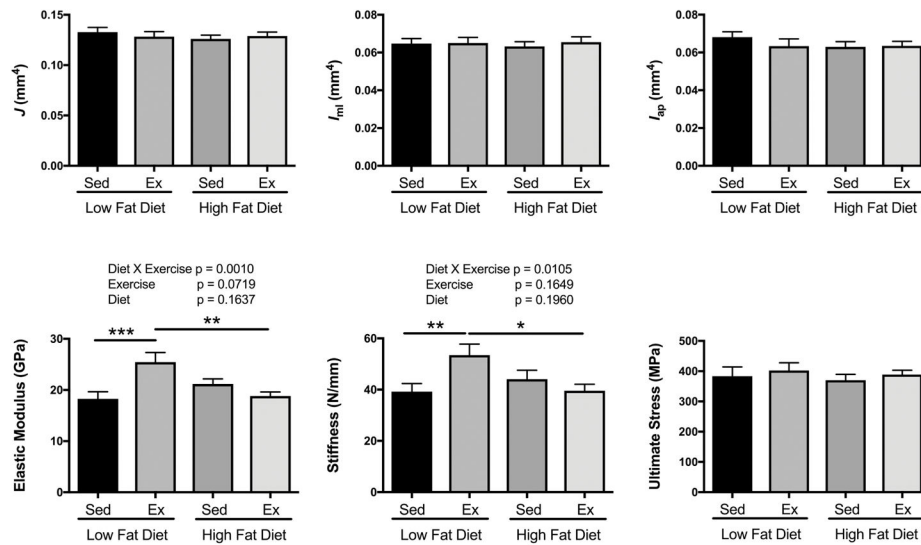 J (mm⁴)
0.15
0.10
0.05
0.00
Sed Ex Sed Ex
Low Fat Diet High Fat Diet
I_ml (mm⁴)
0.08
0.06
0.04
0.02
0.00
Sed Ex Sed Ex
Low Fat Diet High Fat Diet
I_ap (mm⁴)
0.08
0.06
0.04
0.02
0.00
Sed Ex Sed Ex
Low Fat Diet High Fat Diet
Diet X Exercise p = 0.0010
Exercise p = 0.0719
Diet p = 0.1637
*** **
Elastic Modulus (GPa)
30
20
10
0
Sed Ex Sed Ex
Low Fat Diet High Fat Diet
Diet X Exercise p = 0.0105
Exercise p = 0.1649
Diet p = 0.1960
** *
Stiffness (N/mm)
60
40
20
0
Sed Ex Sed Ex
Low Fat Diet High Fat Diet
Ultimate Stress (MPa)
500
400
300
200
100
0
Sed Ex Sed Ex
Low Fat Diet High Fat Diet